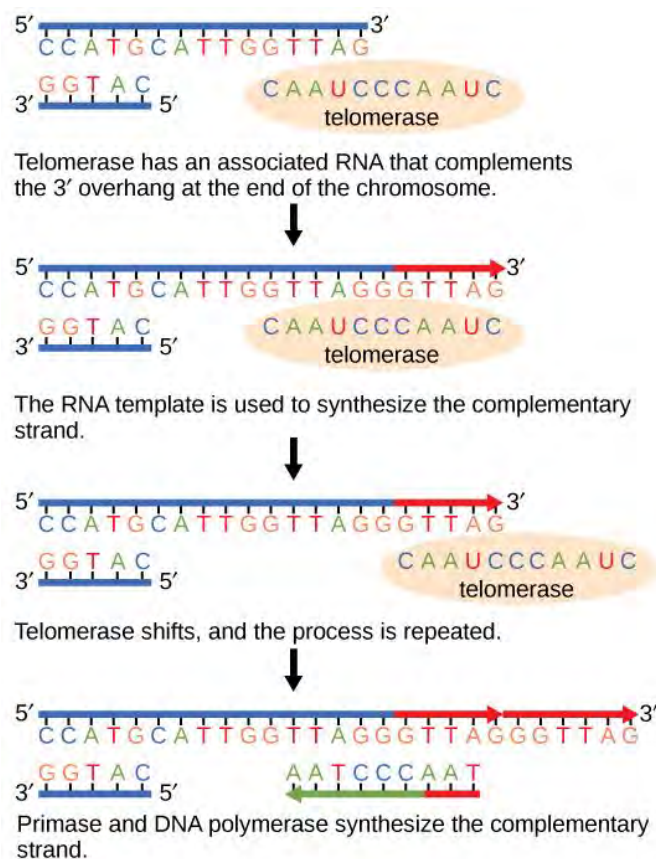 5′ 3′
CCATGCATTGGTTAG
GGTAC CAAUCCCAAUC
3′ 5′ telomerase
Telomerase has an associated RNA that complements
the 3′ overhang at the end of the chromosome.
5′ 3′
CCATGCATTGGTTAGGGTTAG
GGTAC CAAUCCCAAUC
3′ 5′ telomerase
The RNA template is used to synthesize the complementary
strand.
5′ 3′
CCATGCATTGGTTAGGGTTAG
GGTAC CAAUCCCAAUC
3′ 5′ telomerase
Telomerase shifts, and the process is repeated.
5′ 3′
CCATGCATTGGTTAGGGTTAGGGTTAG
GGTAC AATCCCAAT
3′ 5′
Primase and DNA polymerase synthesize the complementary
strand.